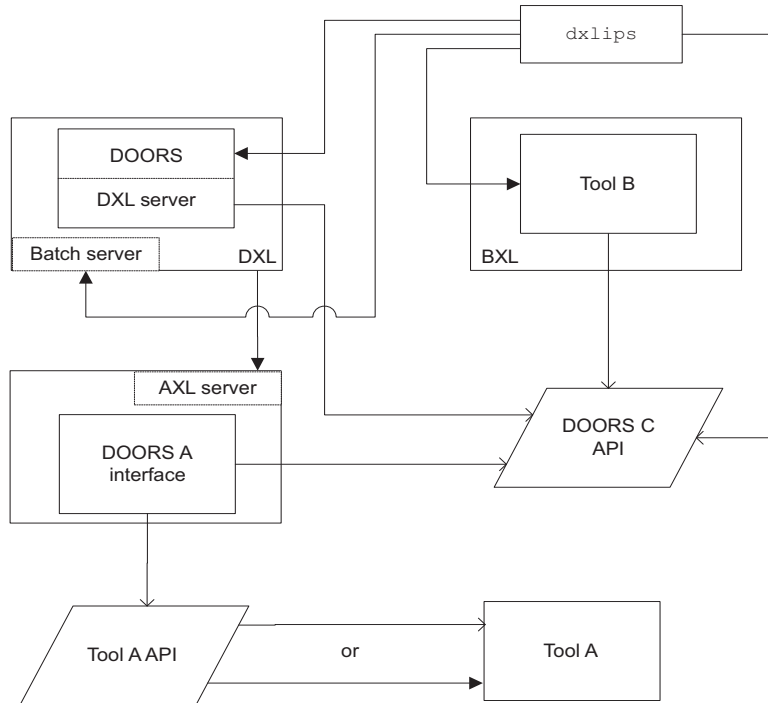 dxlips
DOORS
DXL server
Batch server
DXL
Tool B
BXL
AXL server
DOORS A
interface
DOORS C
API
Tool A API
or
Tool A